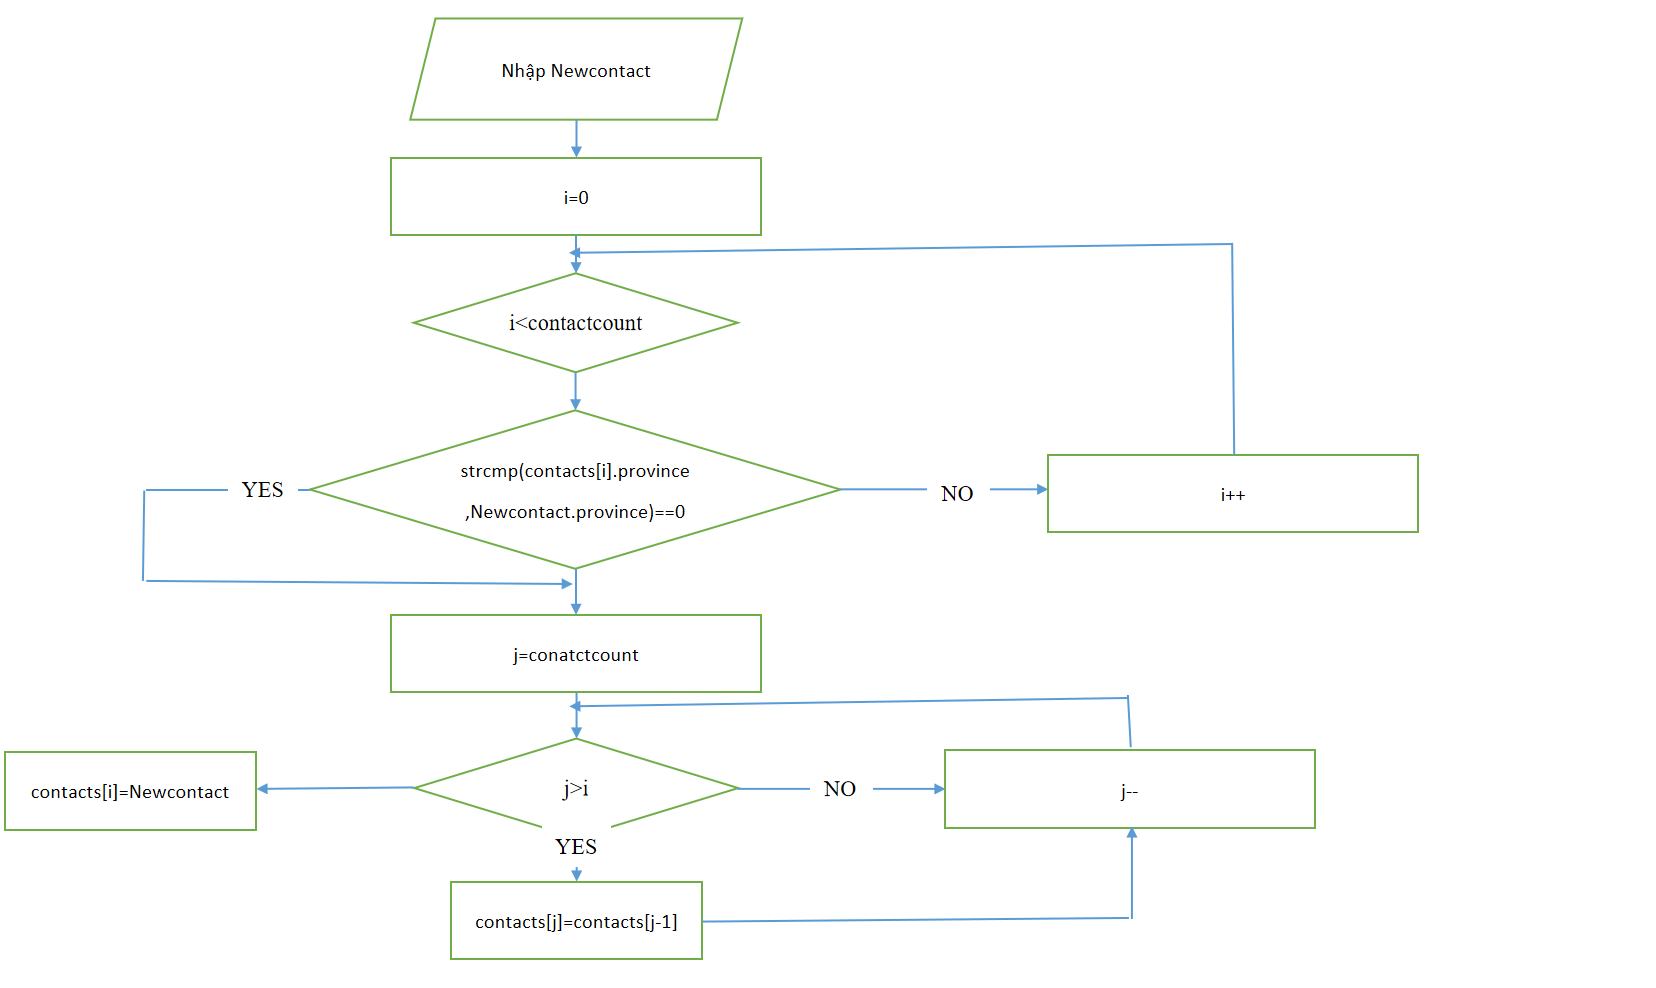 Nhập Newcontact
i=0
i<contactcount
strcmp(contacts[i].province
,Newcontact.province)==0
YES
NO
i++
j=conatctcount
contacts[i]=Newcontact
j>i
NO
j--
YES
contacts[j]=contacts[j-1]